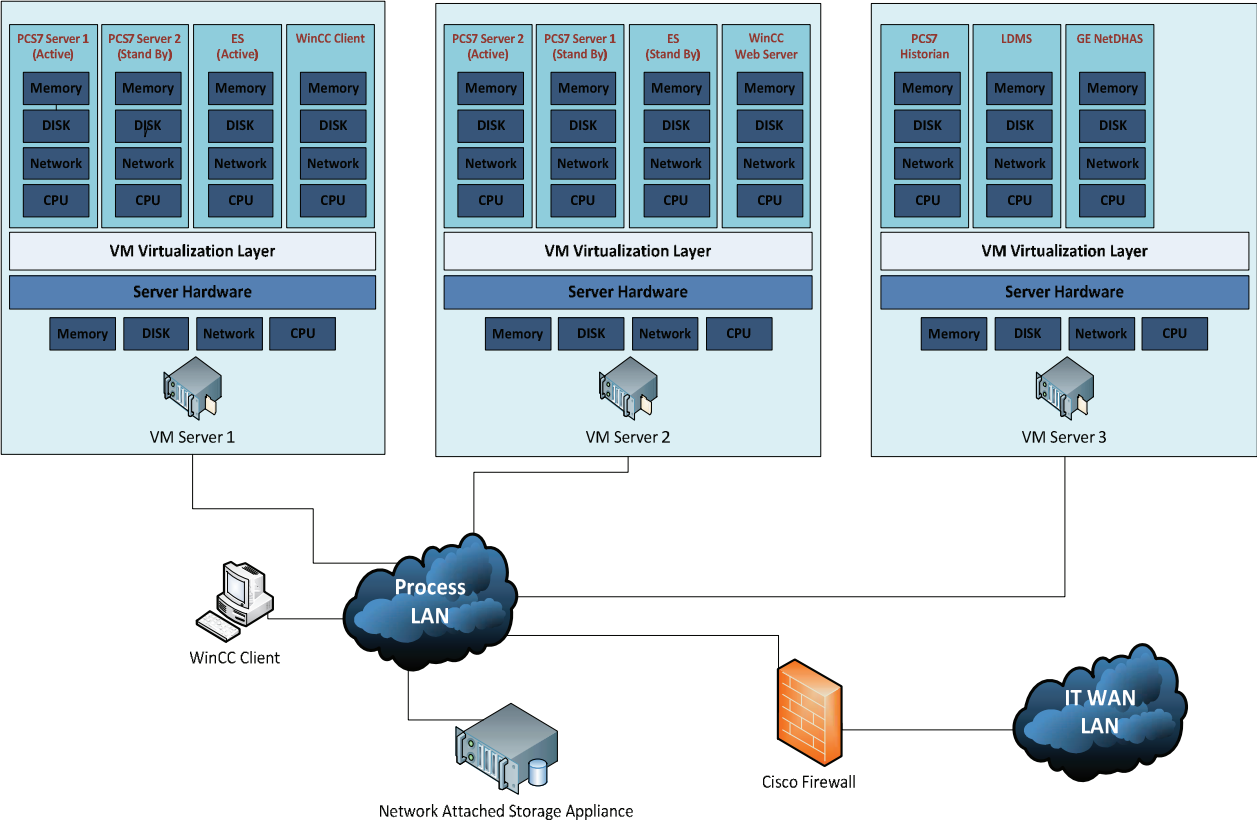 PCS7 Server 1
(Active)
PCS7 Server 2
(Stand By)
ES
(Active)
WinCC Client
Memory
Memory
Memory
Memory
DISK
DISK
DISK
DISK
Network
Network
Network
Network
CPU
CPU
CPU
CPU
VM Virtualization Layer
Server Hardware
Memory
DISK
Network
CPU
VM Server 1
PCS7 Server 2
(Active)
PCS7 Server 1
(Stand By)
ES
(Stand By)
WinCC
Web Server
Memory
Memory
Memory
Memory
DISK
DISK
DISK
DISK
Network
Network
Network
Network
CPU
CPU
CPU
CPU
VM Virtualization Layer
Server Hardware
Memory
DISK
Network
CPU
VM Server 2
PCS7
Historian
LDMS
GE NetDHAS
Memory
Memory
Memory
DISK
DISK
DISK
Network
Network
Network
CPU
CPU
CPU
VM Virtualization Layer
Server Hardware
Memory
DISK
Network
CPU
VM Server 3
Process
LAN
WinCC Client
IT WAN
LAN
Cisco Firewall
Network Attached Storage Appliance